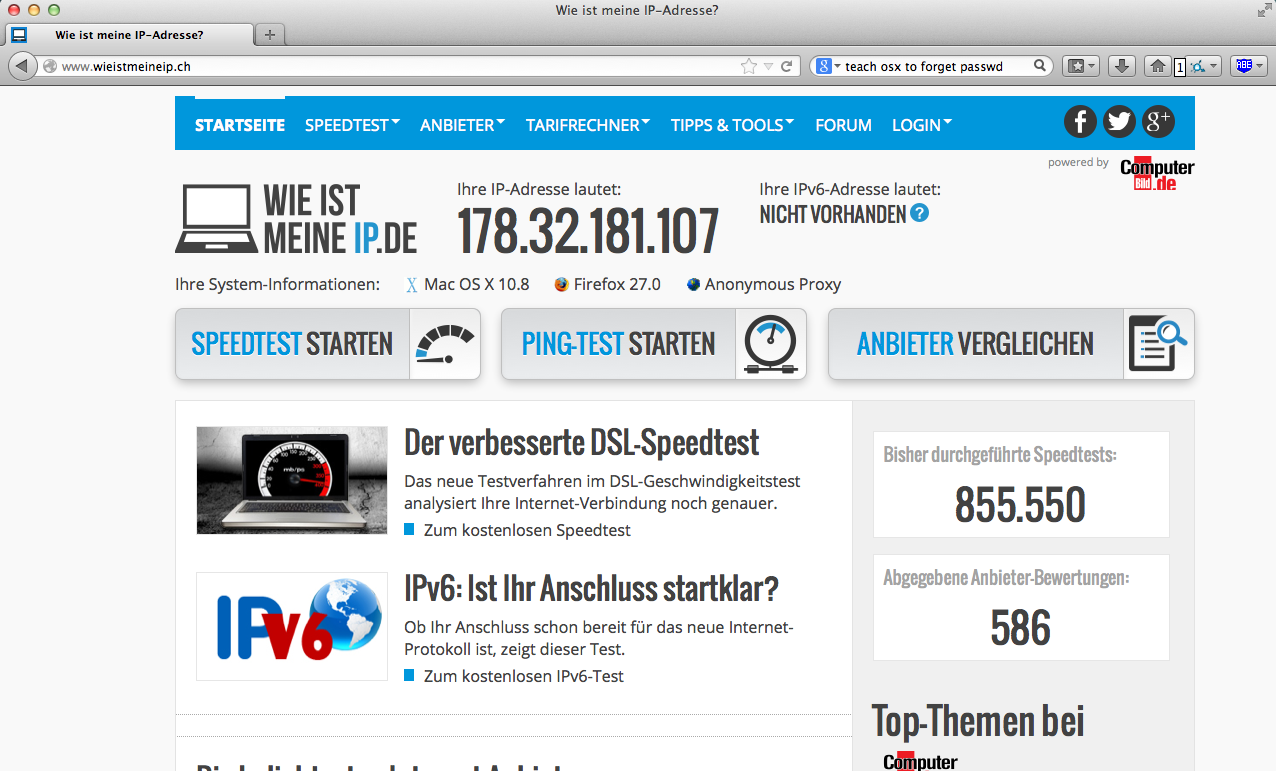 Wie ist meine IP-Adresse?
Wie ist meine IP-Adresse?
www.wieistmeineip.ch
8
teach osx to forget passwd
1
ABE
STARTSEITE SPEEDTEST ANBIETER TARIFRECHNER TIPPS & TOOLS FORUM LOGIN
f g+
powered by Computer Bild.de
WIE IST
MEINE IP.DE
Ihre IP-Adresse lautet:
178.32.181.107
Ihre IPv6-Adresse lautet:
NICHT VORHANDEN ?
Ihre System-Informationen: X Mac OS X 10.8 Firefox 27.0 Anonymous Proxy
SPEEDTEST STARTEN
PING-TEST STARTEN
ANBIETER VERGLEICHEN
mb/ps
Der verbesserte DSL-Speedtest
Das neue Testverfahren im DSL-Geschwindigkeitstest
analysiert Ihre Internet-Verbindung noch genauer.
Zum kostenlosen Speedtest
IPv6
IPv6: Ist Ihr Anschluss startklar?
Ob Ihr Anschluss schon bereit für das neue Internet-
Protokoll ist, zeigt dieser Test.
Zum kostenlosen IPv6-Test
Bisher durchgeführte Speedtests:
855.550
Abgegebene Anbieter-Bewertungen:
586
Top-Themen bei
Computer